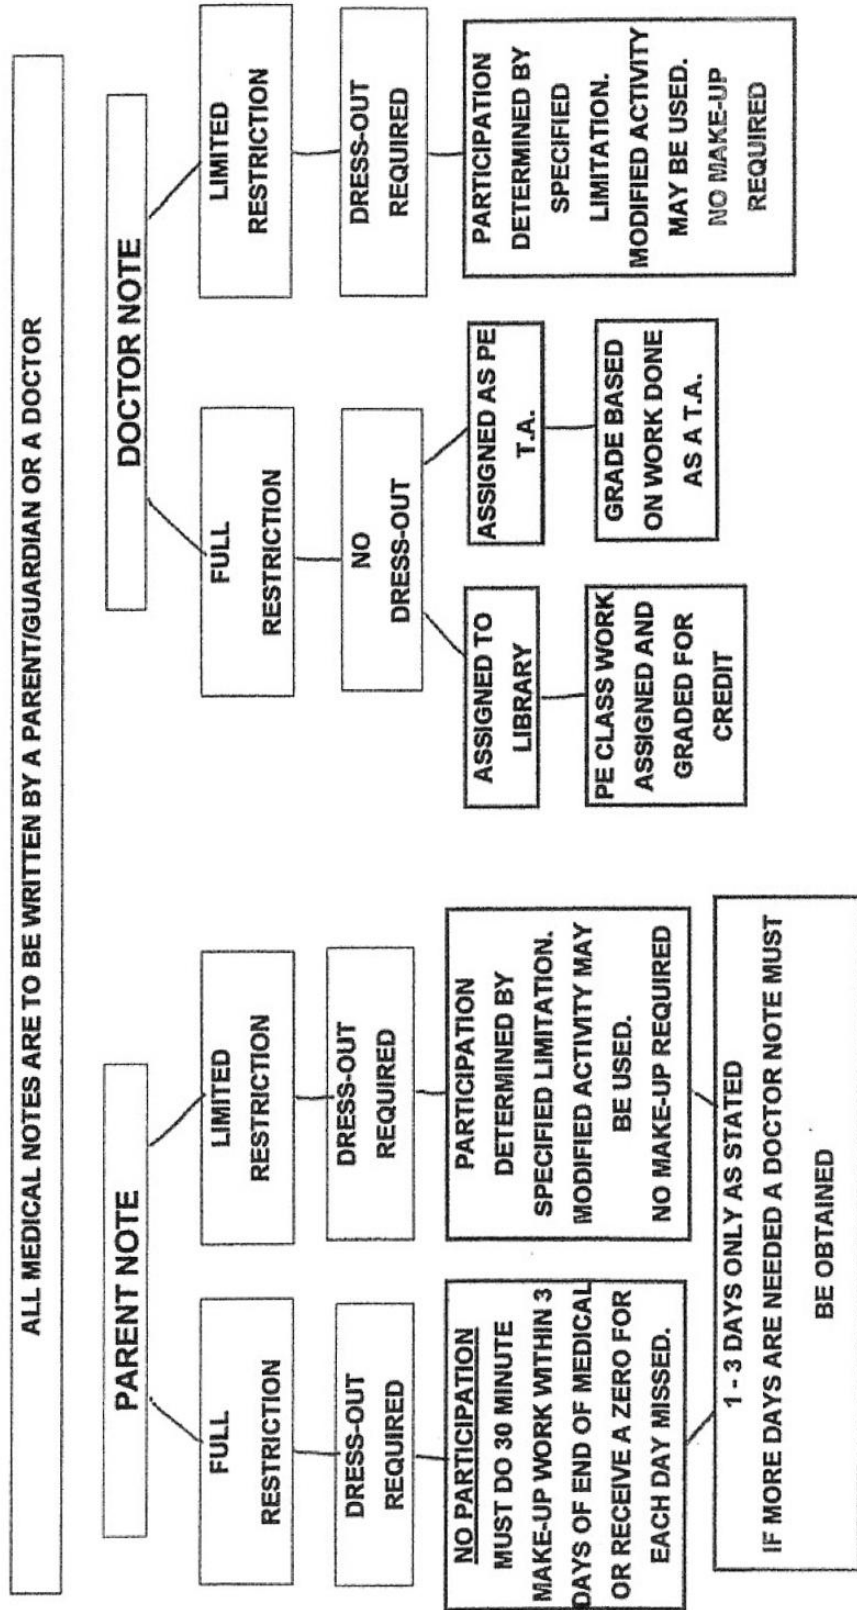 ALL MEDICAL NOTES ARE TO BE WRITTEN BY A PARENT/GUARDIAN OR A DOCTOR
PARENT NOTE
FULL
RESTRICTION
DRESS-OUT
REQUIRED
NO PARTICIPATION
MUST DO 30 MINUTE
MAKE-UP WORK WITHIN 3
DAYS OF END OF MEDICAL
OR RECEIVE A ZERO FOR
EACH DAY MISSED.
LIMITED
RESTRICTION
DRESS-OUT
REQUIRED
PARTICIPATION
DETERMINED BY
SPECIFIED LIMITATION.
MODIFIED ACTIVITY MAY
BE USED.
NO MAKE-UP REQUIRED
1 - 3 DAYS ONLY AS STATED
IF MORE DAYS ARE NEEDED A DOCTOR NOTE MUST
BE OBTAINED
DOCTOR NOTE
FULL
RESTRICTION
NO
DRESS-OUT
ASSIGNED TO
LIBRARY
PE CLASS WORK
ASSIGNED AND
GRADED FOR
CREDIT
ASSIGNED AS PE
T.A.
GRADE BASED
ON WORK DONE
AS A T.A.
LIMITED
RESTRICTION
DRESS-OUT
REQUIRED
PARTICIPATION
DETERMINED BY
SPECIFIED
LIMITATION.
MODIFIED ACTIVITY
MAY BE USED.
NO MAKE-UP
REQUIRED